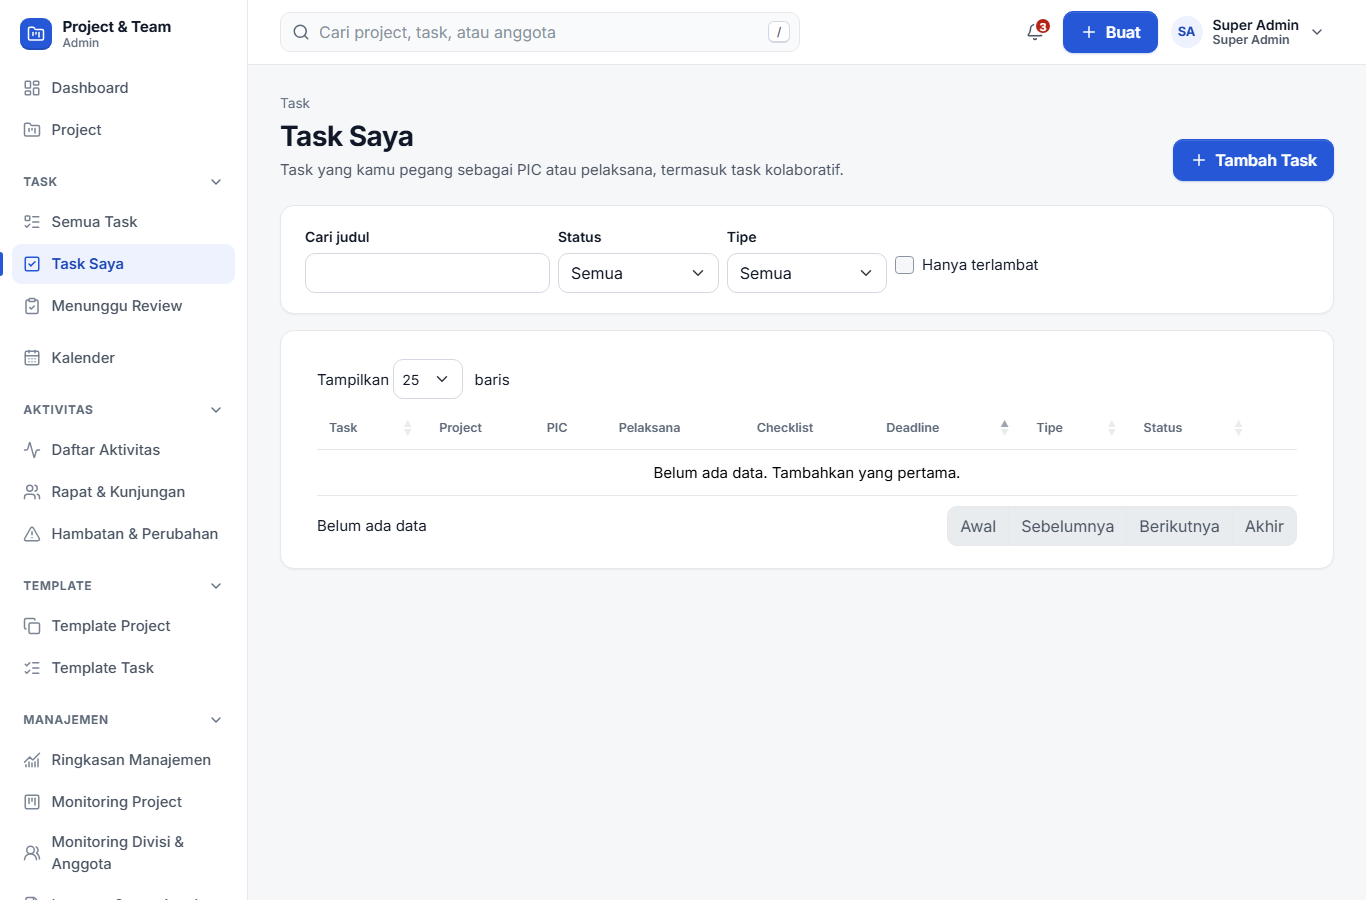 Project & Team
Admin
Cari project, task, atau anggota
/
3
Buat
SA
Super Admin
Super Admin
Dashboard
Project
TASK
Semua Task
Task Saya
Menunggu Review
Kalender
AKTIVITAS
Daftar Aktivitas
Rapat & Kunjungan
Hambatan & Perubahan
TEMPLATE
Template Project
Template Task
MANAJEMEN
Ringkasan Manajemen
Monitoring Project
Monitoring Divisi &
Anggota
Task
Task Saya
Task yang kamu pegang sebagai PIC atau pelaksana, termasuk task kolaboratif.
Tambah Task
Cari judul
Status
Tipe
Semua
Semua
Hanya terlambat
Tampilkan 25 baris
Task Project PIC Pelaksana Checklist Deadline Tipe Status
Belum ada data. Tambahkan yang pertama.
Belum ada data
Awal Sebelumnya Berikutnya Akhir